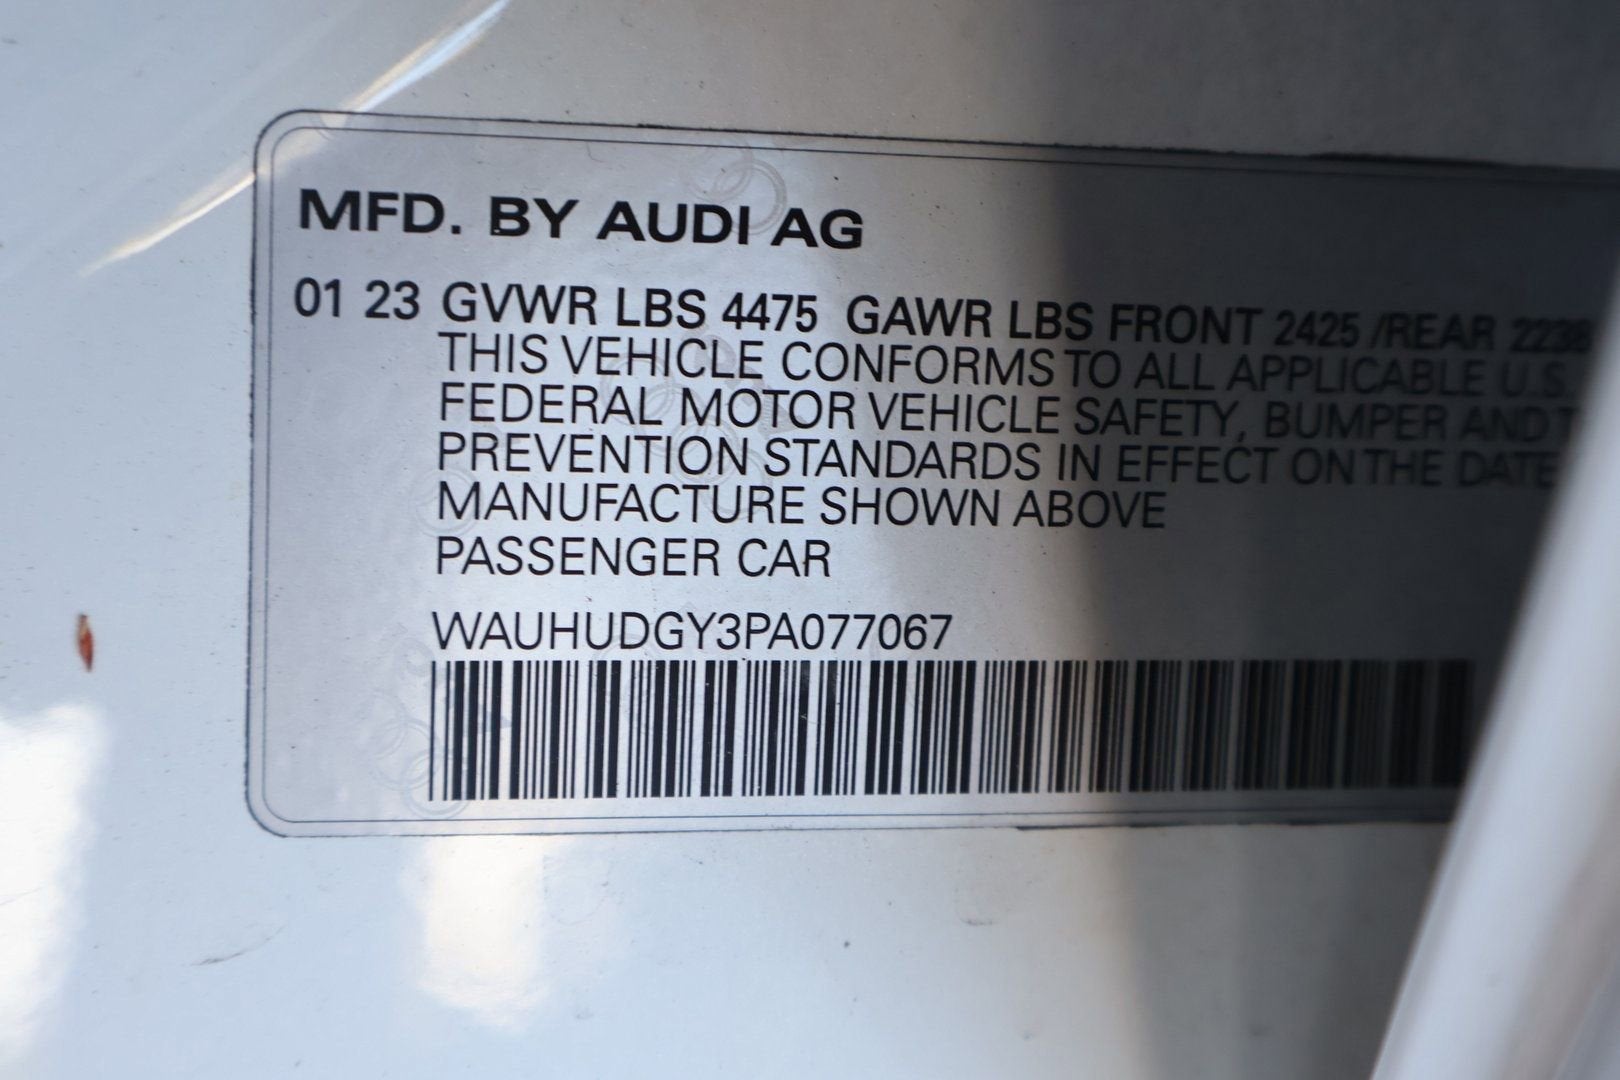 MFD. BY AUDI AG
01 23 GVWR LBS 4475 GAWR LBS FRONT 2425 /REAR 2238
THIS VEHICLE CONFORMS TO ALL APPLICABLE U.S.
FEDERAL MOTOR VEHICLE SAFETY, BUMPER AND
PREVENTION STANDARDS IN EFFECT ON THE DATE
MANUFACTURE SHOWN ABOVE
PASSENGER CAR
WAUHUDGY3PA077067